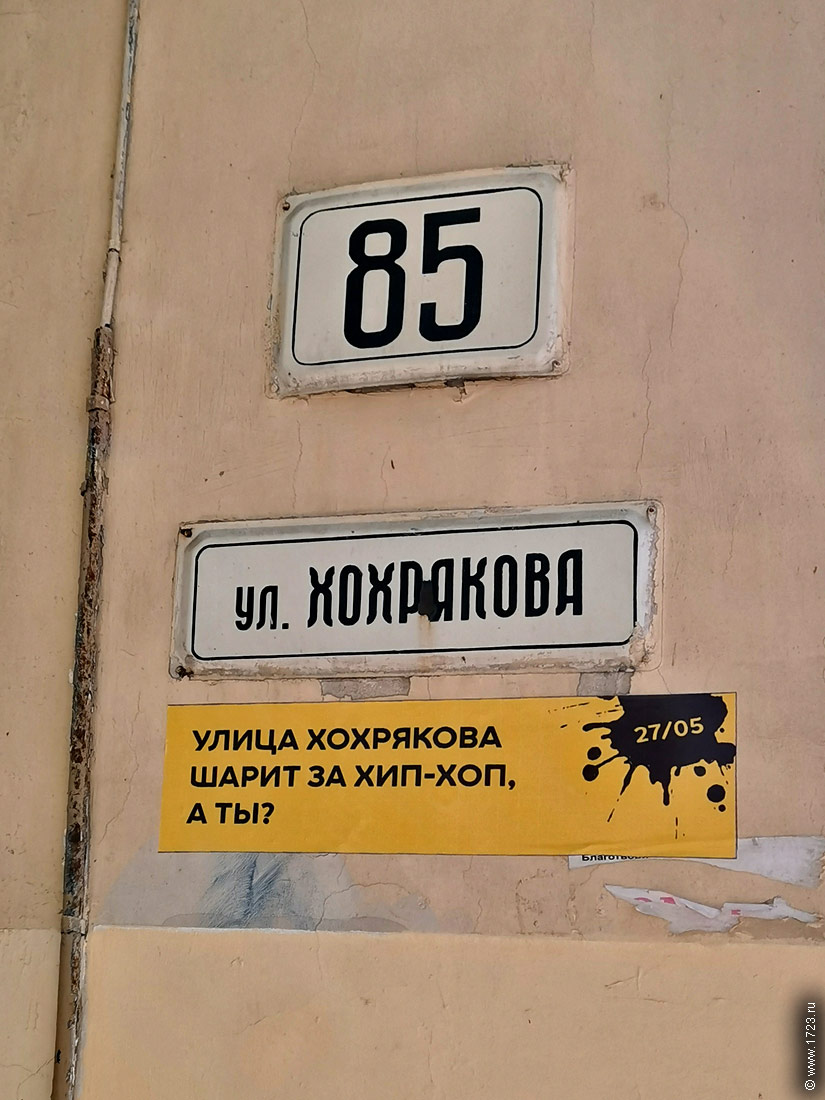 85
ул. ХОХРЯКОВА
УЛИЦА ХОХРЯКОВА
ШАРИТ ЗА ХИП-ХОП,
А ТЫ?
27/05
© www.1723.ru